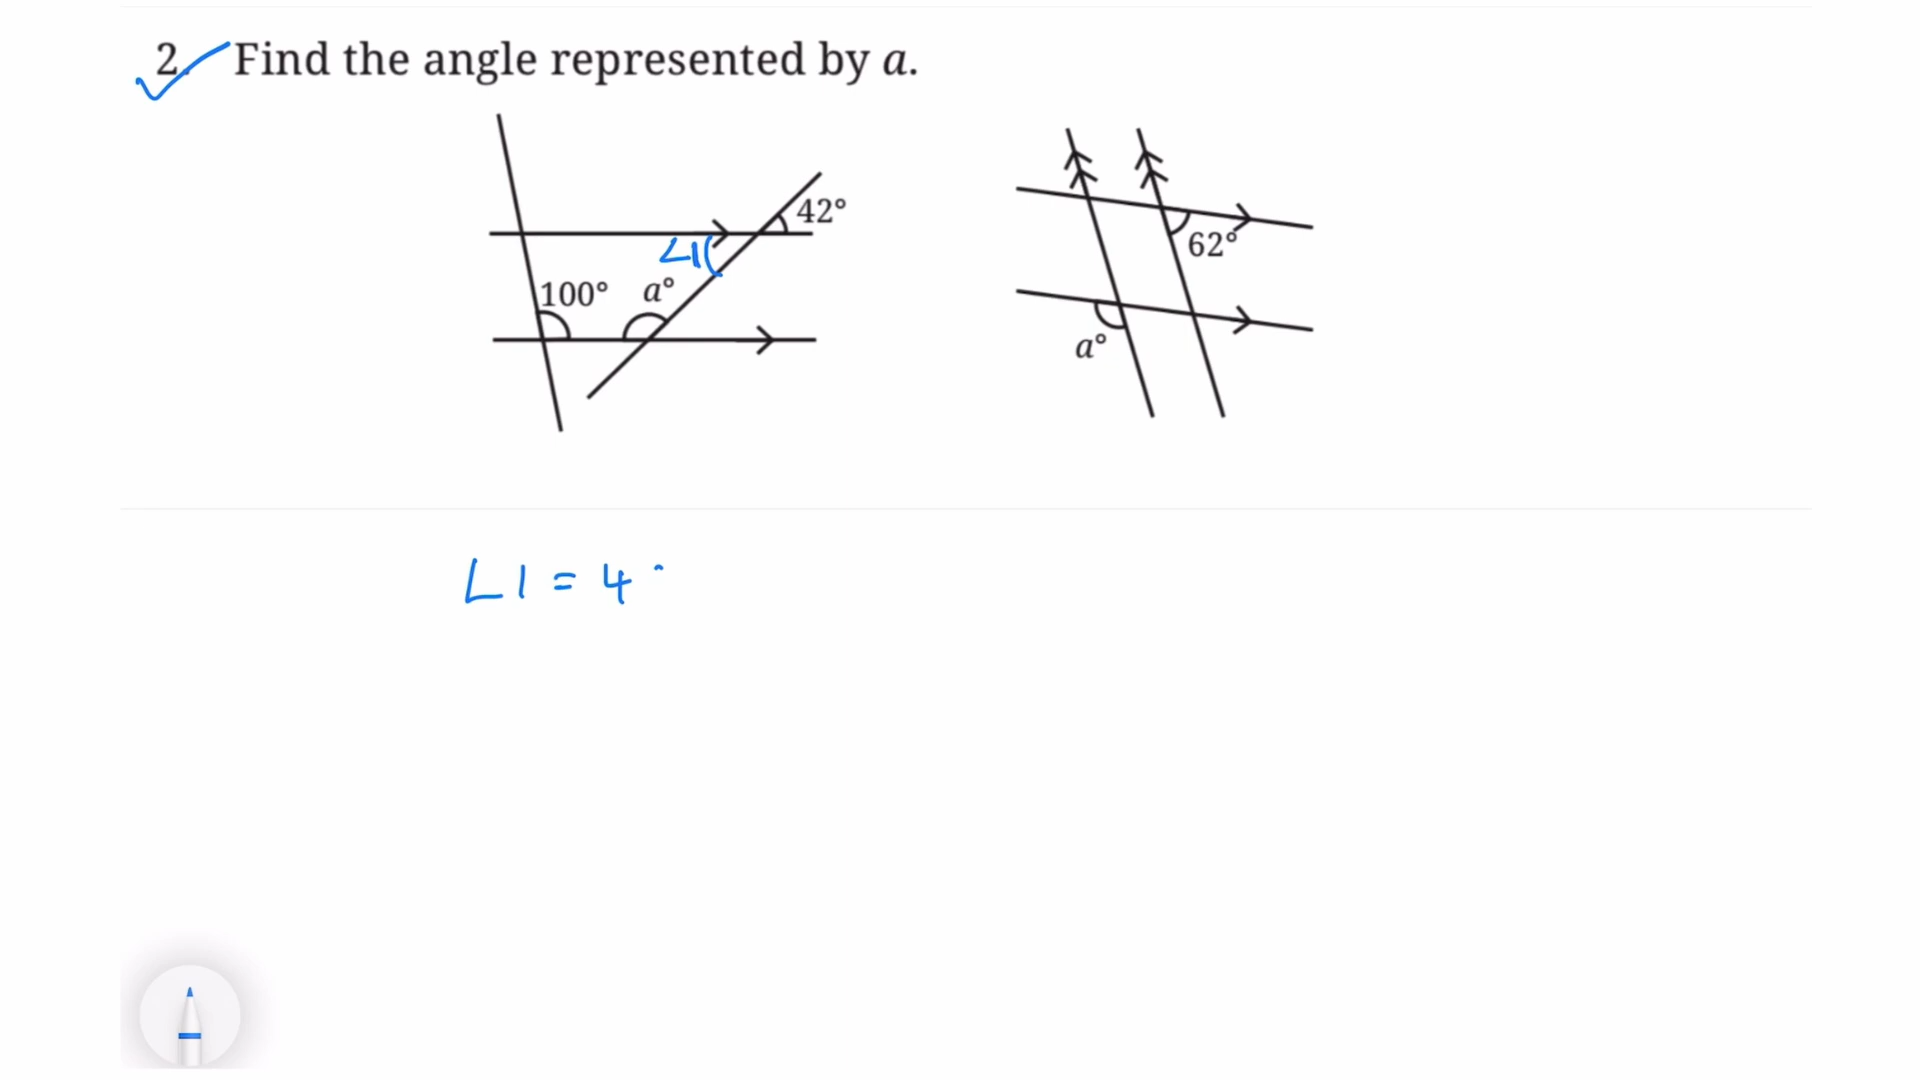 2. Find the angle represented by a.
42°
∠1
100°
a°
62°
a°
∠1 = 4